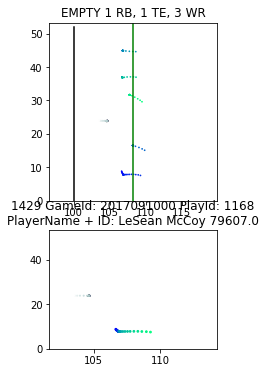 EMPTY 1 RB, 1 TE, 3 WR
50
40
30
20
10
0
100 105 110 115
1429 GameId: 2017091000 PlayId: 1168
PlayerName + ID: LeSean McCoy 79607.0
40
20
0
105 110